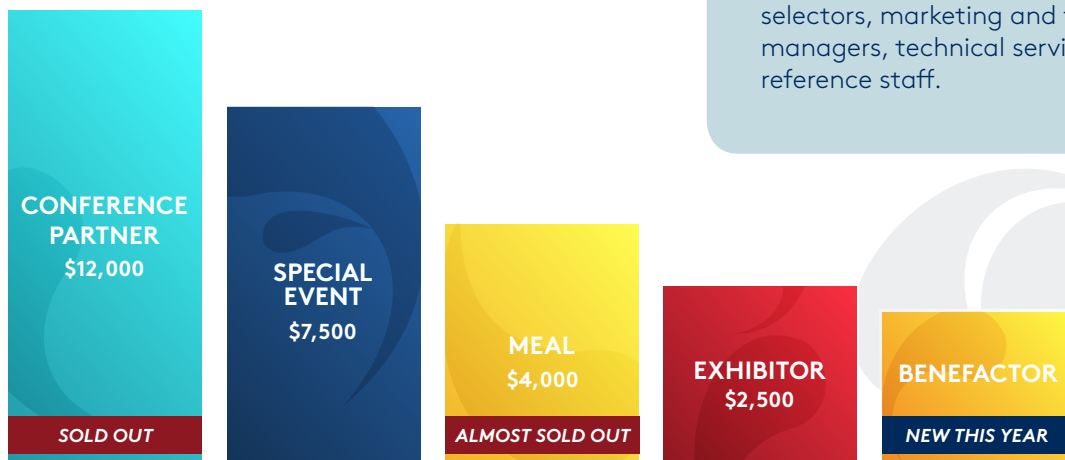 selectors, marketing and
managers, technical
reference staff.
CONFERENCE
PARTNER
$12,000
SOLD OUT
SPECIAL
EVENT
$7,500
MEAL
$4,000
ALMOST SOLD OUT
EXHIBITOR
$2,500
BENEFACTOR
NEW THIS YEAR